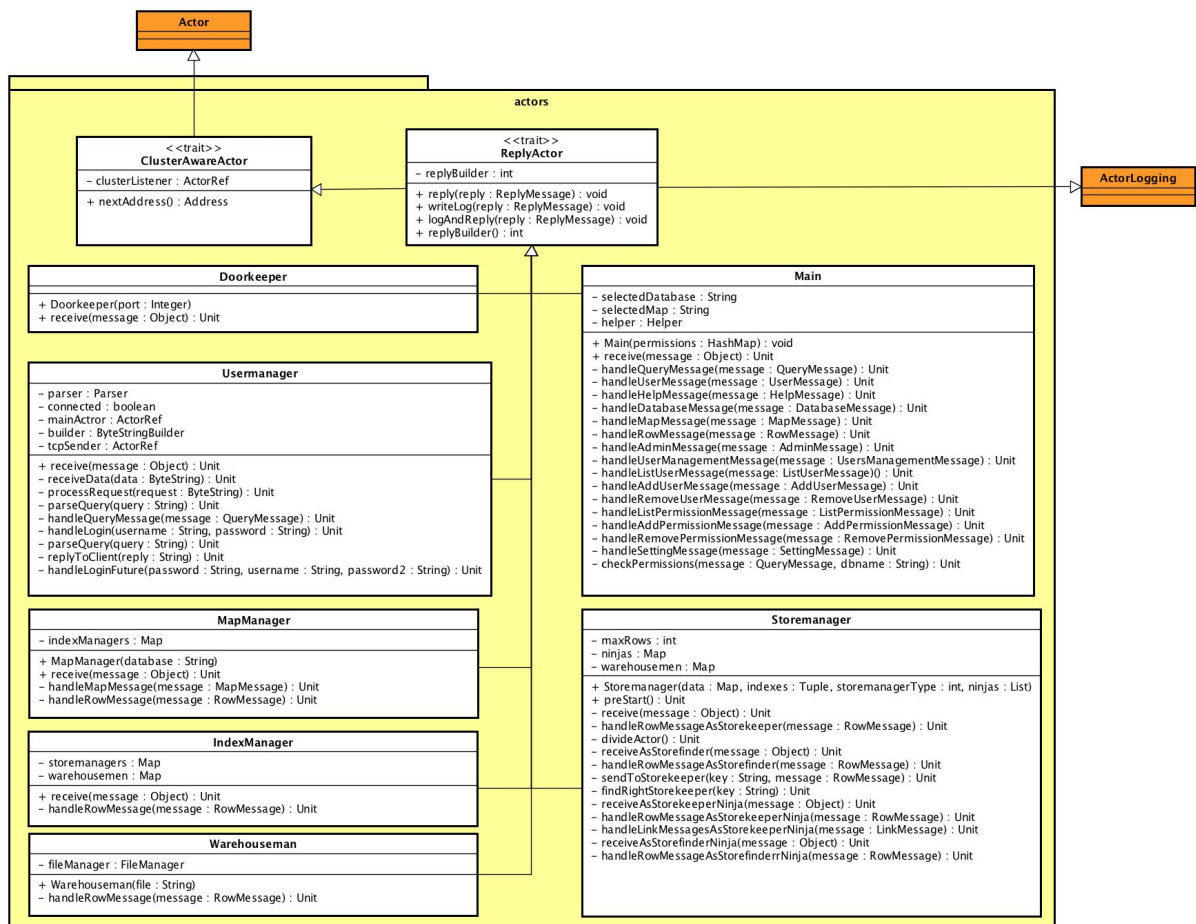 Actor
actors
<<trait>>
ClusterAwareActor
– clusterListener : ActorRef
+ nextAddress() : Address
<<trait>>
ReplyActor
– replyBuilder : int
+ reply(reply : ReplyMessage) : void
+ writeLog(reply : ReplyMessage) : void
+ logAndReply(reply : ReplyMessage) : void
+ replyBuilder() : int
ActorLogging
Doorkeeper
+ Doorkeeper(port : Integer)
+ receive(message : Object) : Unit
Main
– selectedDatabase : String
– selectedMap : String
– helper : Helper
+ Main(permissions : HashMap) : void
+ receive(message : Object) : Unit
– handleQueryMessage(message : QueryMessage) : Unit
– handleUserMessage(message : UserMessage) : Unit
– handleHelpMessage(message : HelpMessage) : Unit
– handleDatabaseMessage(message : DatabaseMessage) : Unit
– handleMapMessage(message : MapMessage) : Unit
– handleRowMessage(message : RowMessage) : Unit
– handleAdminMessage(message : AdminMessage) : Unit
– handleUserManagementMessage(message : UsersManagementMessage) : Unit
– handleListUserMessage(message: ListUserMessage)() : Unit
– handleAddUserMessage(message : AddUserMessage) : Unit
– handleRemoveUserMessage(message : RemoveUserMessage) : Unit
– handleListPermissionMessage(message : ListPermissionMessage) : Unit
– handleAddPermissionMessage(message : AddPermissionMessage) : Unit
– handleRemovePermissionMessage(message : RemovePermissionMessage) : Unit
– handleSettingMessage(message : SettingMessage) : Unit
– checkPermissions(message : QueryMessage, dbname : String) : Unit
Usermanager
– parser : Parser
– connected : boolean
– mainActror : ActorRef
– builder : ByteStringBuilder
– tcpSender : ActorRef
+ receive(message : Object) : Unit
– receiveData(data : ByteString) : Unit
– processRequest(request : ByteString) : Unit
– parseQuery(query : String) : Unit
– handleQueryMessage(message : QueryMessage) : Unit
– handleLogin(username : String, password : String) : Unit
– parseQuery(query : String) : Unit
– replyToClient(reply : String) : Unit
– handleLoginFuture(password : String, username : String, password2 : String) : Unit
MapManager
– indexManagers : Map
+ MapManager(database : String)
+ receive(message : Object) : Unit
– handleMapMessage(message : MapMessage) : Unit
– handleRowMessage(message : RowMessage) : Unit
Storemanager
– maxRows : int
– ninjas : Map
– warehousemen : Map
+ Storemanager(data : Map, indexes : Tuple, storemanagerType : int, ninjas : List)
+ preStart() : Unit
– receive(message : Object) : Unit
– handleRowMessageAsStorekeeper(message : RowMessage) : Unit
– divideActor() : Unit
– receiveAsStorefinder(message : Object) : Unit
– handleRowMessageAsStorefinder(message : RowMessage) : Unit
– sendToStorekeeper(key : String, message : RowMessage) : Unit
– findRightStorekeeper(key : String) : Unit
– receiveAsStorekeeperNinja(message : Object) : Unit
– handleRowMessageAsStorekeeperNinja(message : RowMessage) : Unit
– handleLinkMessagesAsStorekeeperNinja(message : LinkMessage) : Unit
– receiveAsStorefinderNinja(message : Object) : Unit
– handleRowMessageAsStorefinderrNinja(message : RowMessage) : Unit
IndexManager
– storemanagers : Map
– warehousemen : Map
+ receive(message : Object) : Unit
– handleRowMessage(message : RowMessage) : Unit
Warehouseman
– fileManager : FileManager
+ Warehouseman(file : String)
– handleRowMessage(message : RowMessage) : Unit